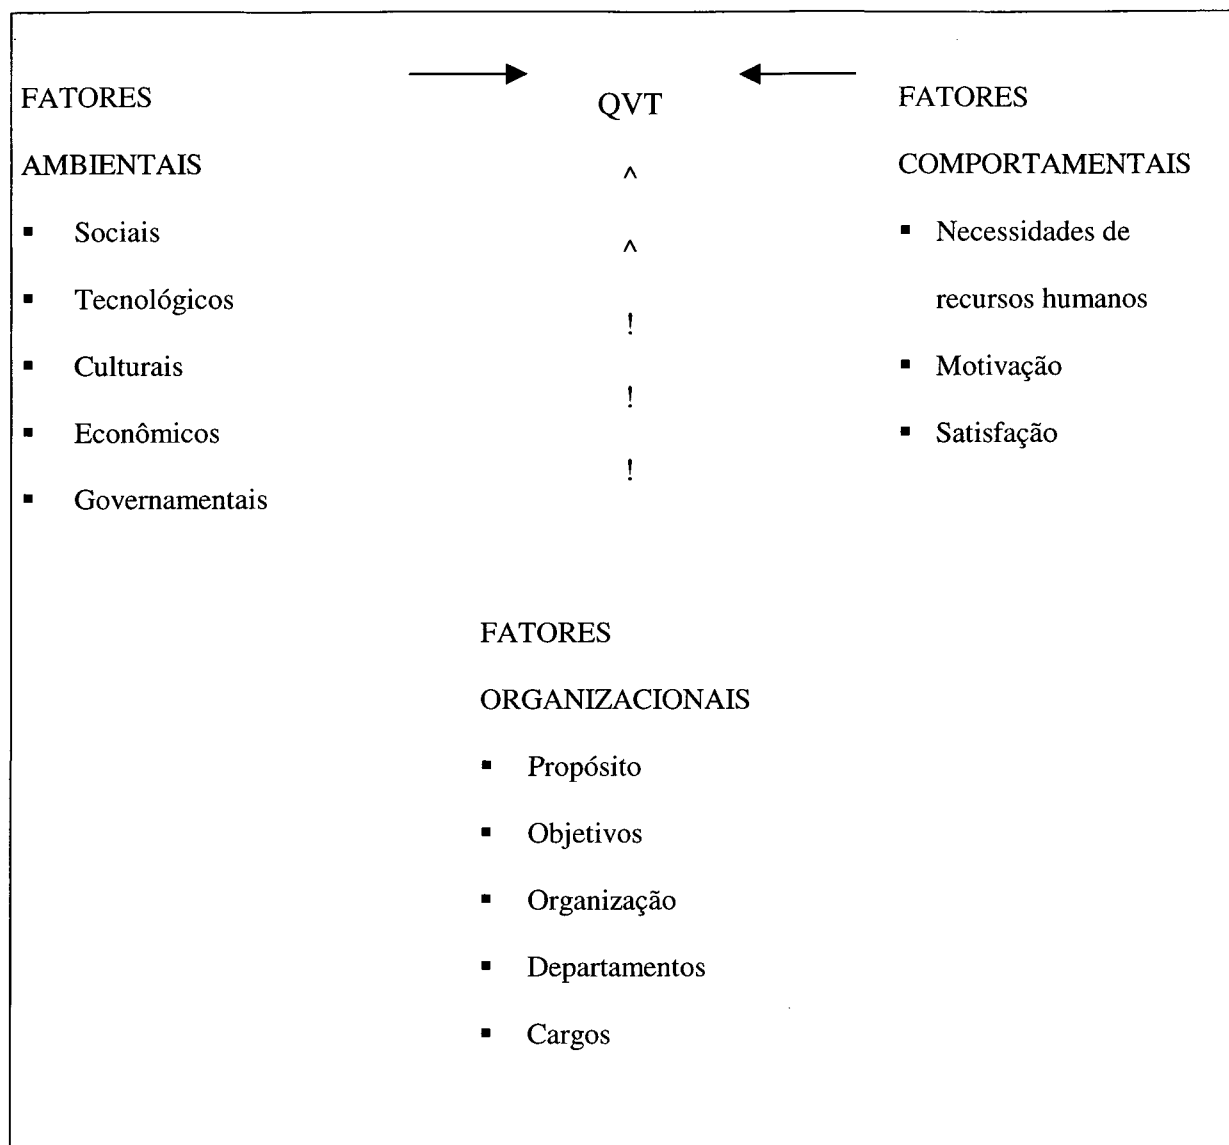 FATORES
AMBIENTAIS
▪ Sociais
▪ Tecnológicos
▪ Culturais
▪ Econômicos
▪ Governamentais
QVT
^
^
!
!
!
FATORES
COMPORTAMENTAIS
▪ Necessidades de
recursos humanos
▪ Motivação
▪ Satisfação
FATORES
ORGANIZACIONAIS
▪ Propósito
▪ Objetivos
▪ Organização
▪ Departamentos
▪ Cargos